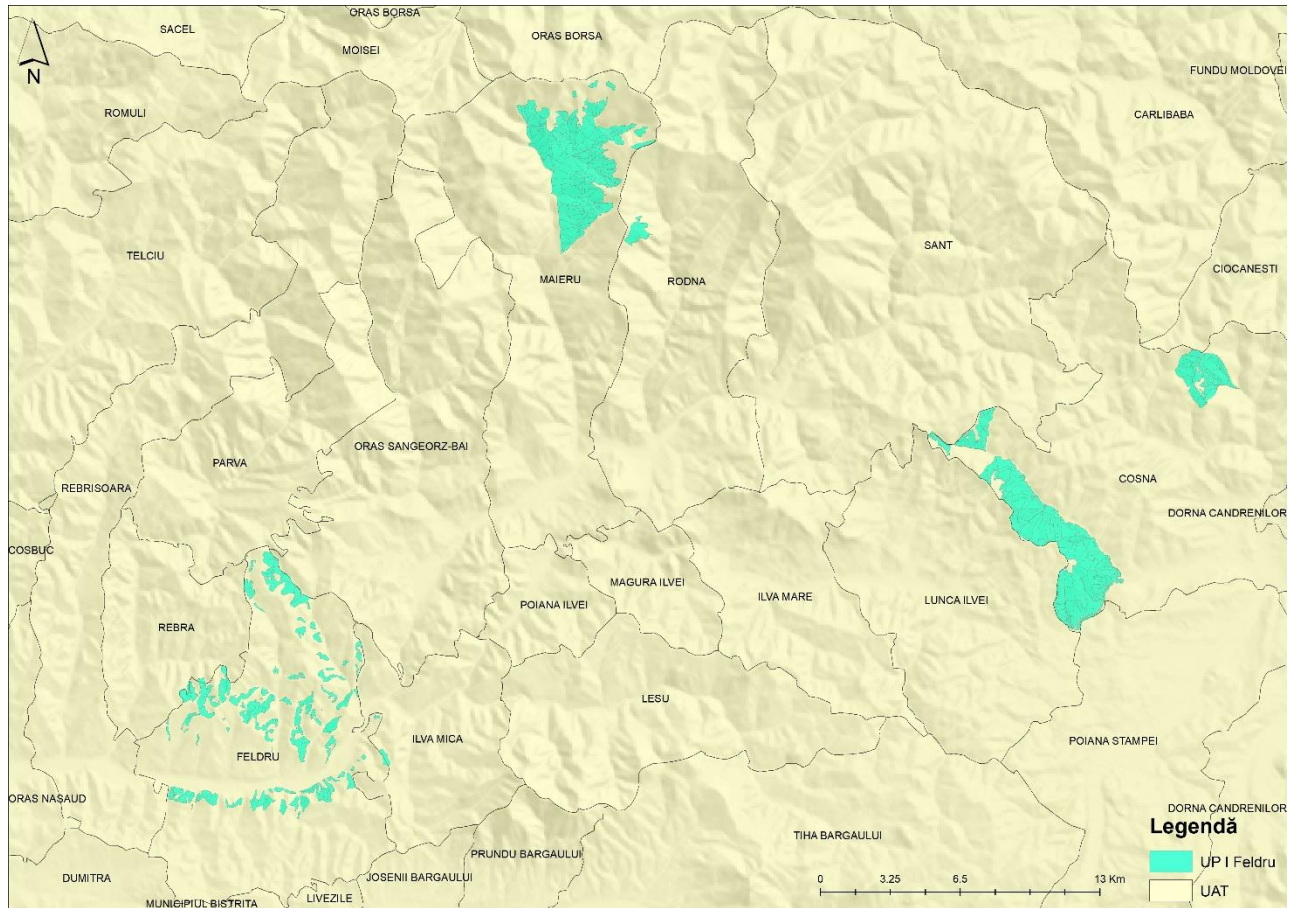 ORAS BORSA
SACEL
ORAS BORSA
MOISEI
N
FUNDU MOLDOVEI
ROMULI
CARLIBABA
SANT
TELCIU
CIOCANESTI
MAIERU
RODNA
ORAS SANGEORZ-BAI
PARVA
COSNA
REBRISOARA
DORNA CANDRENILOR
COSBUC
MAGURA ILVEI
ILVA MARE
LUNCA ILVEI
POIANA ILVEI
REBRA
LESU
ILVA MICA
POIANA STAMPEI
FELDRU
ORAS NASAUD
DORNA CANDRENILOR
Legendă
TIHA BARGAULUI
PRUNDU BARGAULUI
UP I Feldru
DUMITRA
JOSENII BARGAULUI
0 3.25 6.5 13 Km
UAT
LIVEZILE
MUNICIPIUL BISTRITA